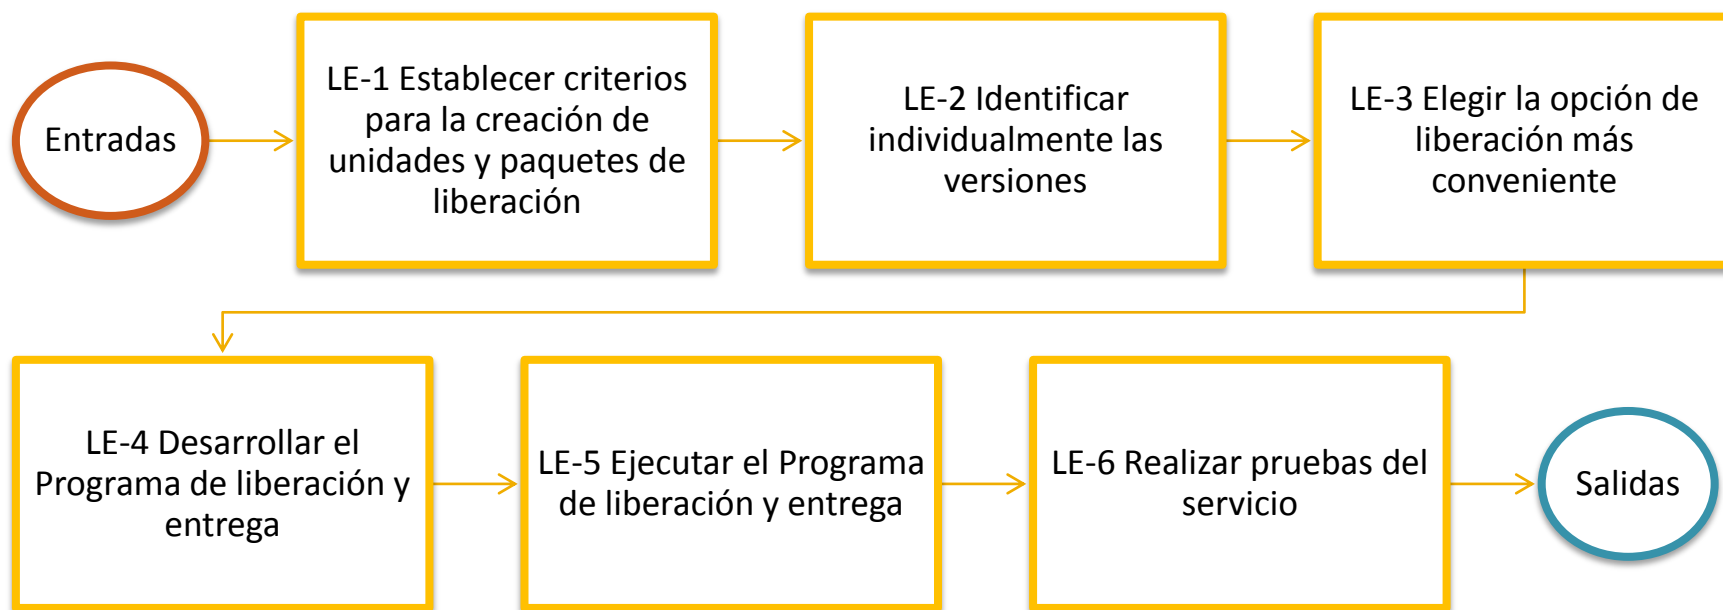 Entradas
LE-1 Establecer criterios
para la creación de
unidades y paquetes de
liberación
LE-2 Identificar
individualmente las
versiones
LE-3 Elegir la opción de
liberación más
conveniente
LE-4 Desarrollar el
Programa de liberación y
entrega
LE-5 Ejecutar el Programa
de liberación y entrega
LE-6 Realizar pruebas del
servicio
Salidas